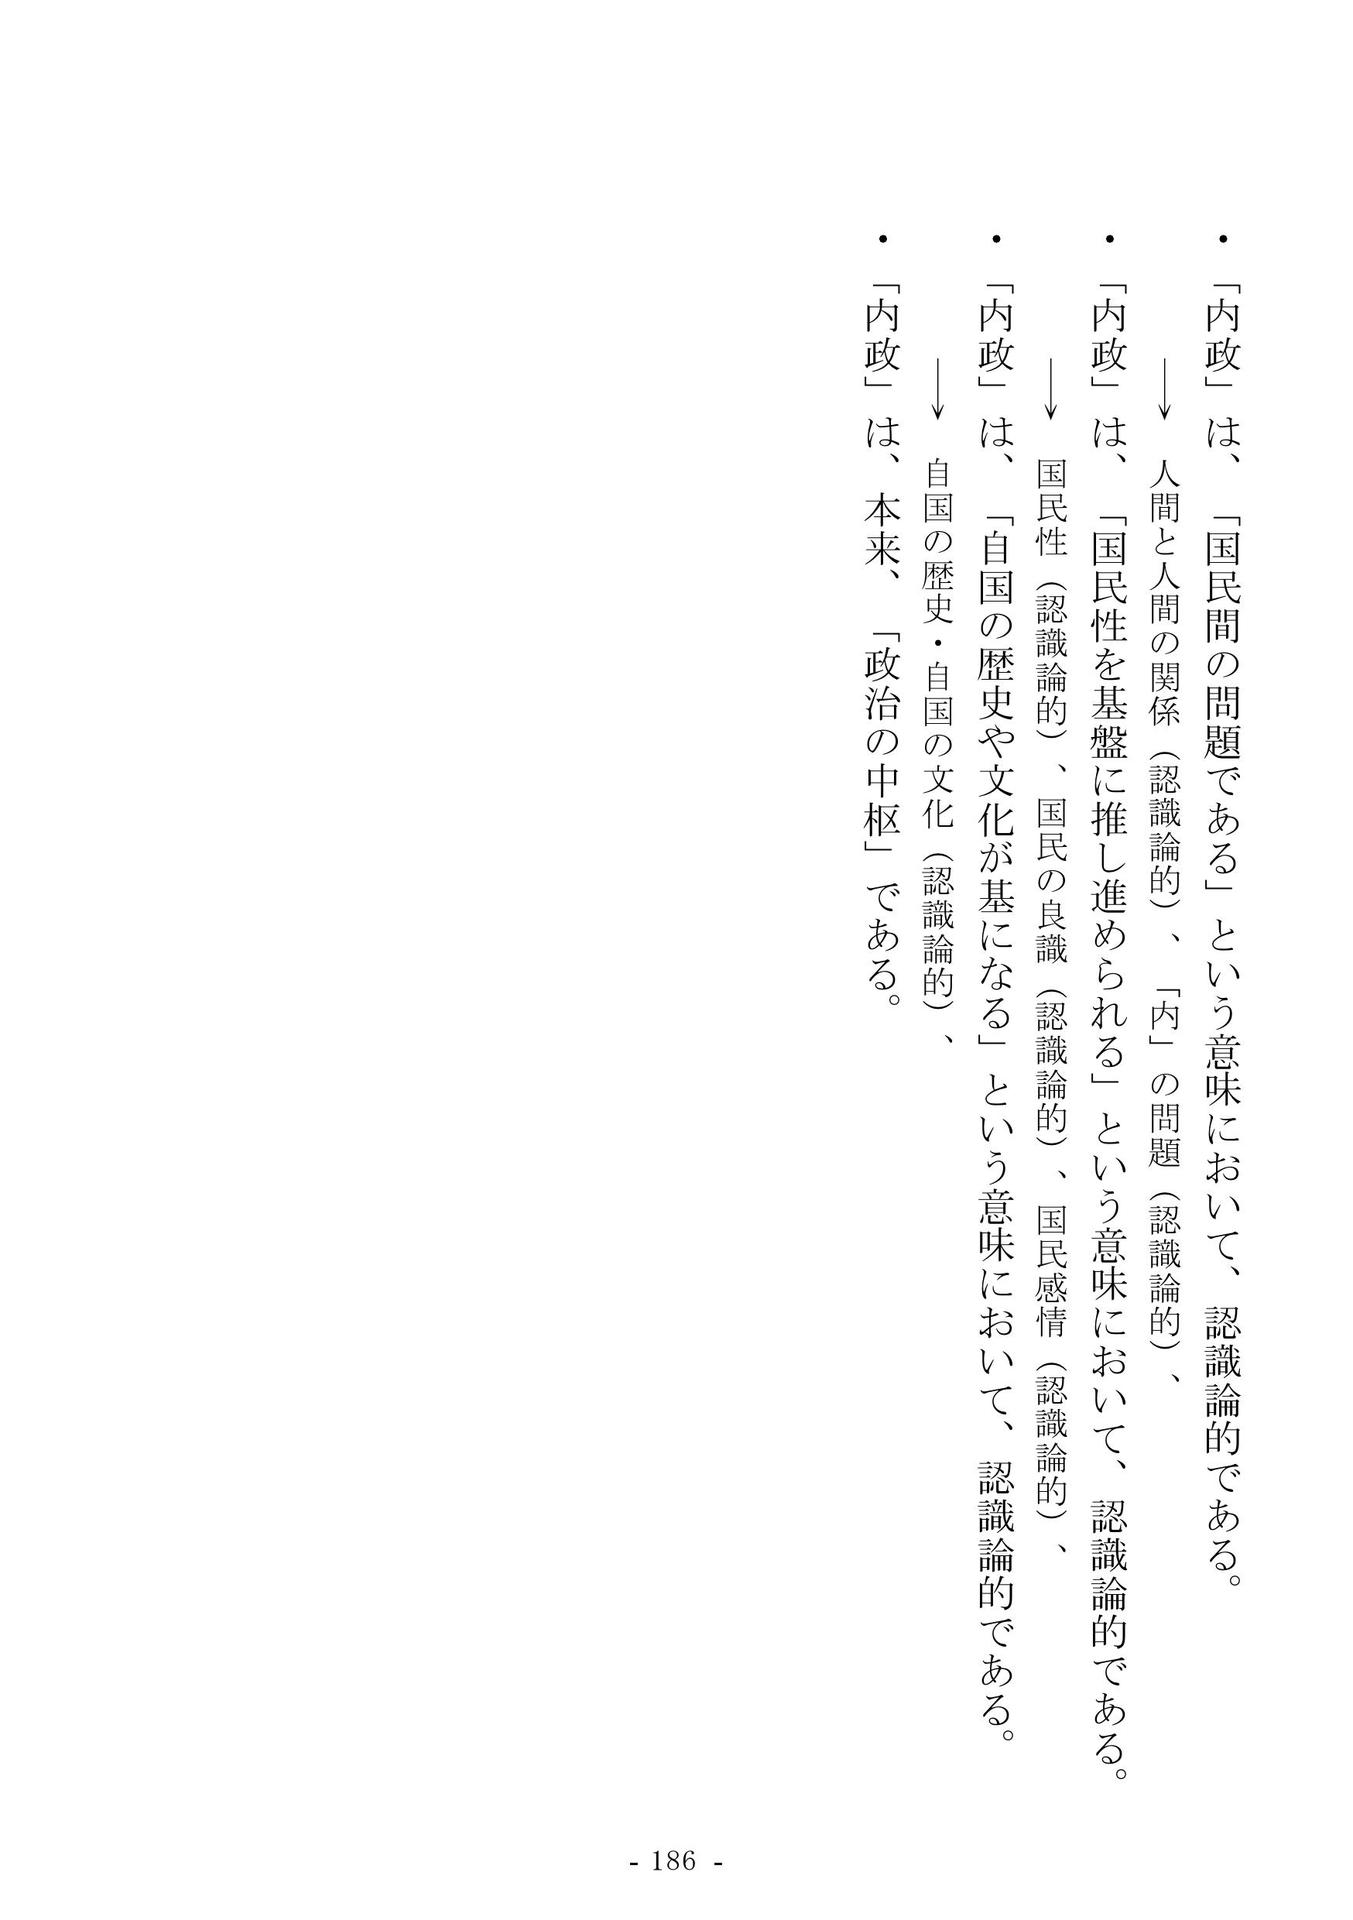 ・「内政」は、「国民間の問題である」という意味において、認識論的である。
→ 人間と人間の関係（認識論的）、「内」の問題（認識論的）、
・「内政」は、「国民性を基盤に推し進められる」という意味において、認識論的である。
→ 国民性（認識論的）、国民の良識（認識論的）、国民感情（認識論的）、
・「内政」は、「自国の歴史や文化が基になる」という意味において、認識論的である。
→ 自国の歴史・自国の文化（認識論的）、
・「内政」は、本来、「政治の中枢」である。
- 186 -